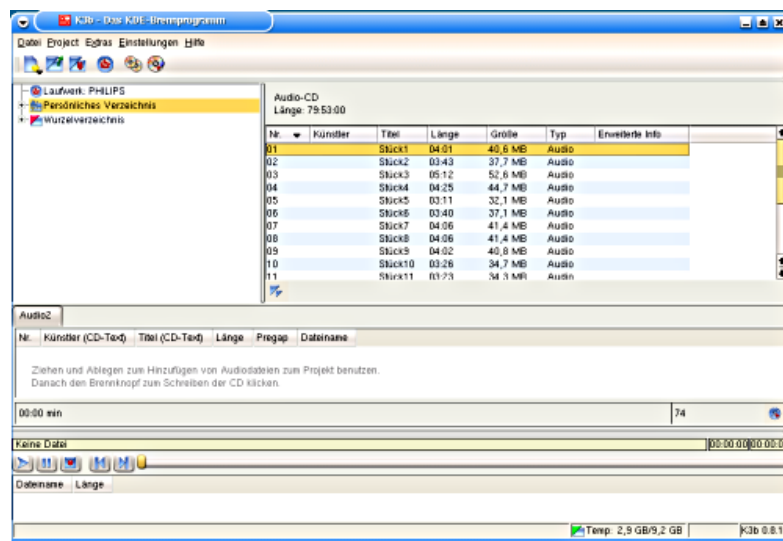 K3b - Das KDE-Brennprogramm
Datei Project Extras Einstellungen Hilfe
Laufwerk: PHILIPS
Persönliches Verzeichnis
Wurzelverzeichnis
Audio-CD
Länge: 79:53:00
Nr. Künstler Titel Länge Größe Typ Erweiterte Info
01 Stück1 04:01 40,6 MB Audio
02 Stück2 03:43 37,7 MB Audio
03 Stück3 05:12 52,6 MB Audio
04 Stück4 04:25 44,7 MB Audio
05 Stück5 03:11 32,1 MB Audio
06 Stück6 03:40 37,1 MB Audio
07 Stück7 04:06 41,4 MB Audio
08 Stück8 04:06 41,4 MB Audio
09 Stück9 04:02 40,8 MB Audio
10 Stück10 03:26 34,7 MB Audio
11 Stück11 03:23 34,3 MB Audio
Audio2
Nr. Künstler (CD-Text) Titel (CD-Text) Länge Pregap Dateiname
Ziehen und Ablegen zum Hinzufügen von Audiodateien zum Projekt benutzen.
Danach den Brennknopf zum Schreiben der CD klicken.
00:00 min 74
Keine Datei 00:00:00 00:00:0
Dateiname Länge
Temp: 2,9 GB/9,2 GB K3b 0.8.1